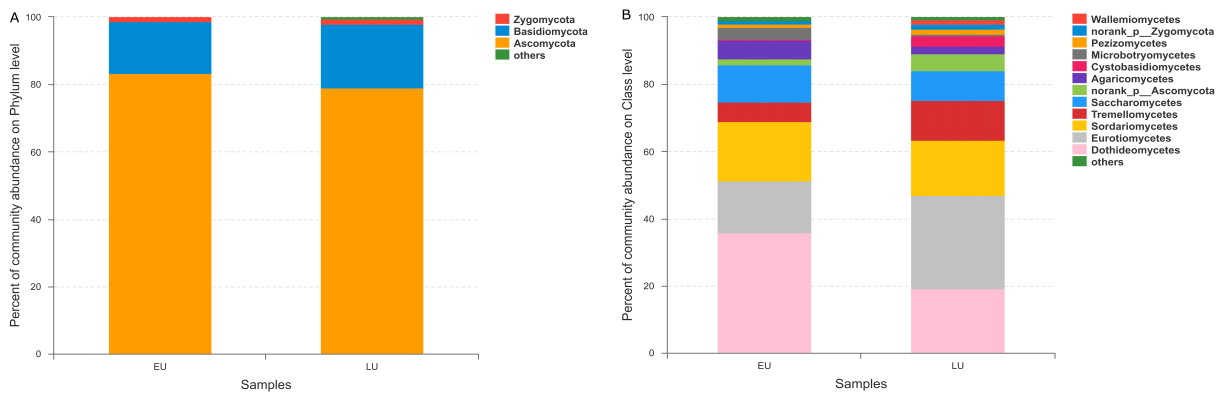 A
Percent of community abundance on Phylum level
100
80
60
40
20
0
EU
LU
Samples
Zygomycota
Basidiomycota
Ascomycota
others
B
Percent of community abundance on Class level
100
80
60
40
20
0
EU
LU
Samples
Wallemiomycetes
norank_p__Zygomycota
Pezizomycetes
Microbotryomycetes
Cystobasidiomycetes
Agaricomycetes
norank_p__Ascomycota
Saccharomycetes
Tremellomycetes
Sordariomycetes
Eurotiomycetes
Dothideomycetes
others